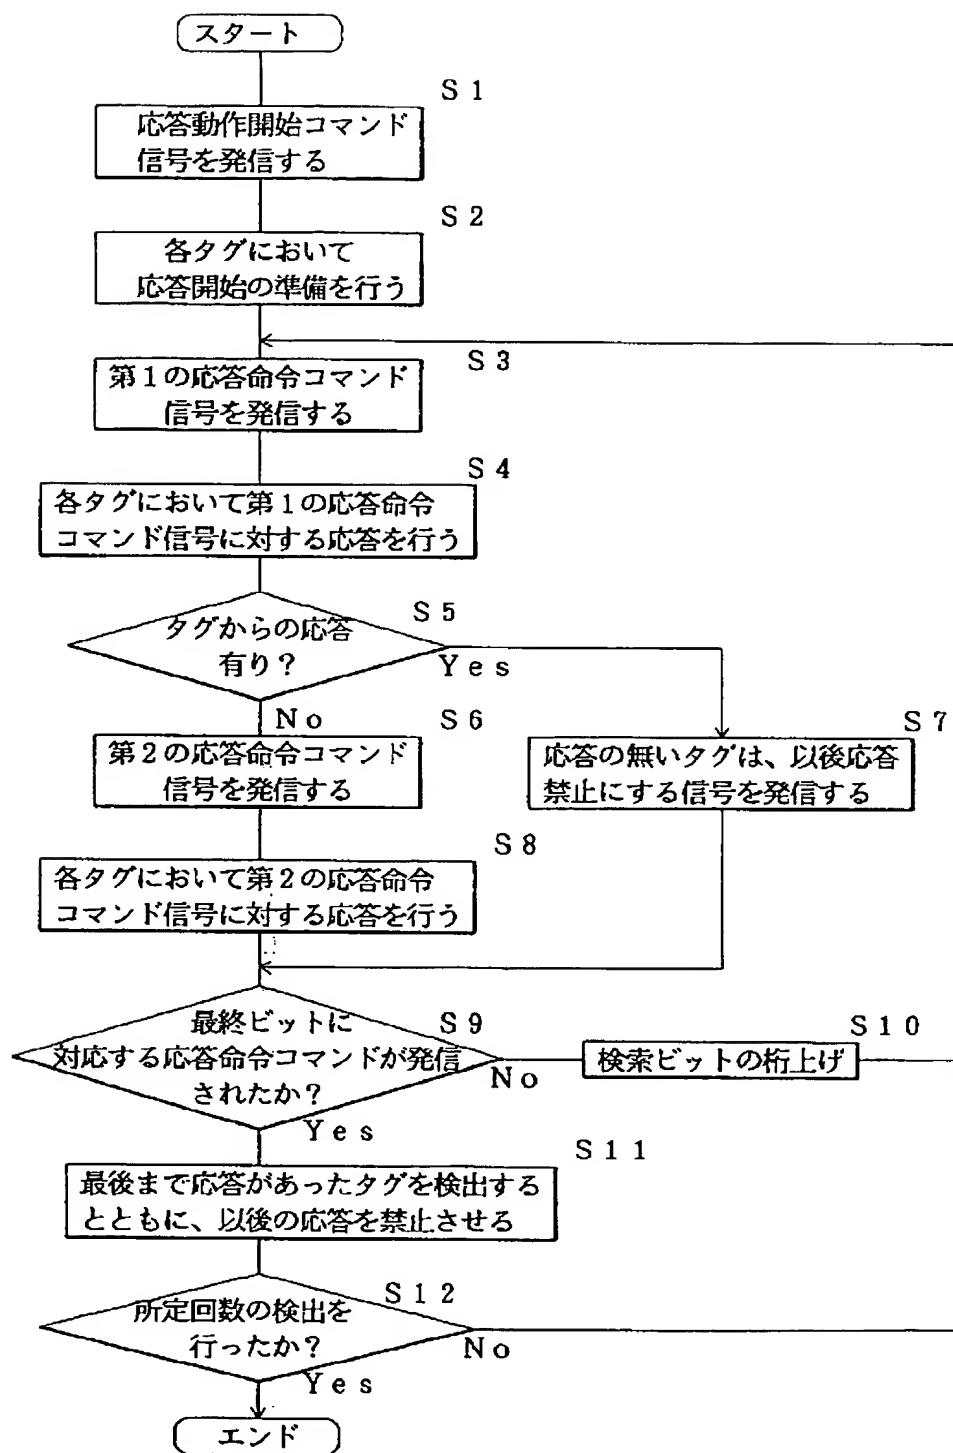 スタート
S1
応答動作開始コマンド
信号を発信する
S2
各タグにおいて
応答開始の準備を行う
S3
第1の応答命令コマンド
信号を発信する
S4
各タグにおいて第1の応答命令
コマンド信号に対する応答を行う
S5
タグからの応答
有り?
Yes
No
S6
第2の応答命令コマンド
信号を発信する
S7
応答の無いタグは、以後応答
禁止にする信号を発信する
S8
各タグにおいて第2の応答命令
コマンド信号に対する応答を行う
S9
最終ビットに
対応する応答命令コマンドが発信
されたか?
No
S10
検索ビットの桁上げ
Yes
S11
最後まで応答があったタグを検出する
とともに、以後の応答を禁止させる
S12
所定回数の検出を
行ったか?
No
Yes
エンド